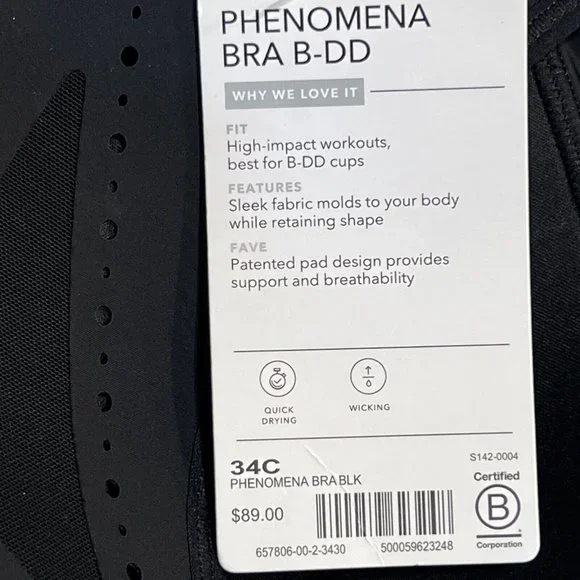 PHENOMENA
BRA B-DD
WHY WE LOVE IT
FIT
High-impact workouts,
best for B-DD cups
FEATURES
Sleek fabric molds to your body
while retaining shape
FAVE
Patented pad design provides
support and breathability
QUICK
DRYING
WICKING
34C
S142-0004
PHENOMENA BRA BLK
$89.00
657806-00-2-3430
500059623248
Certified
B
Corporation